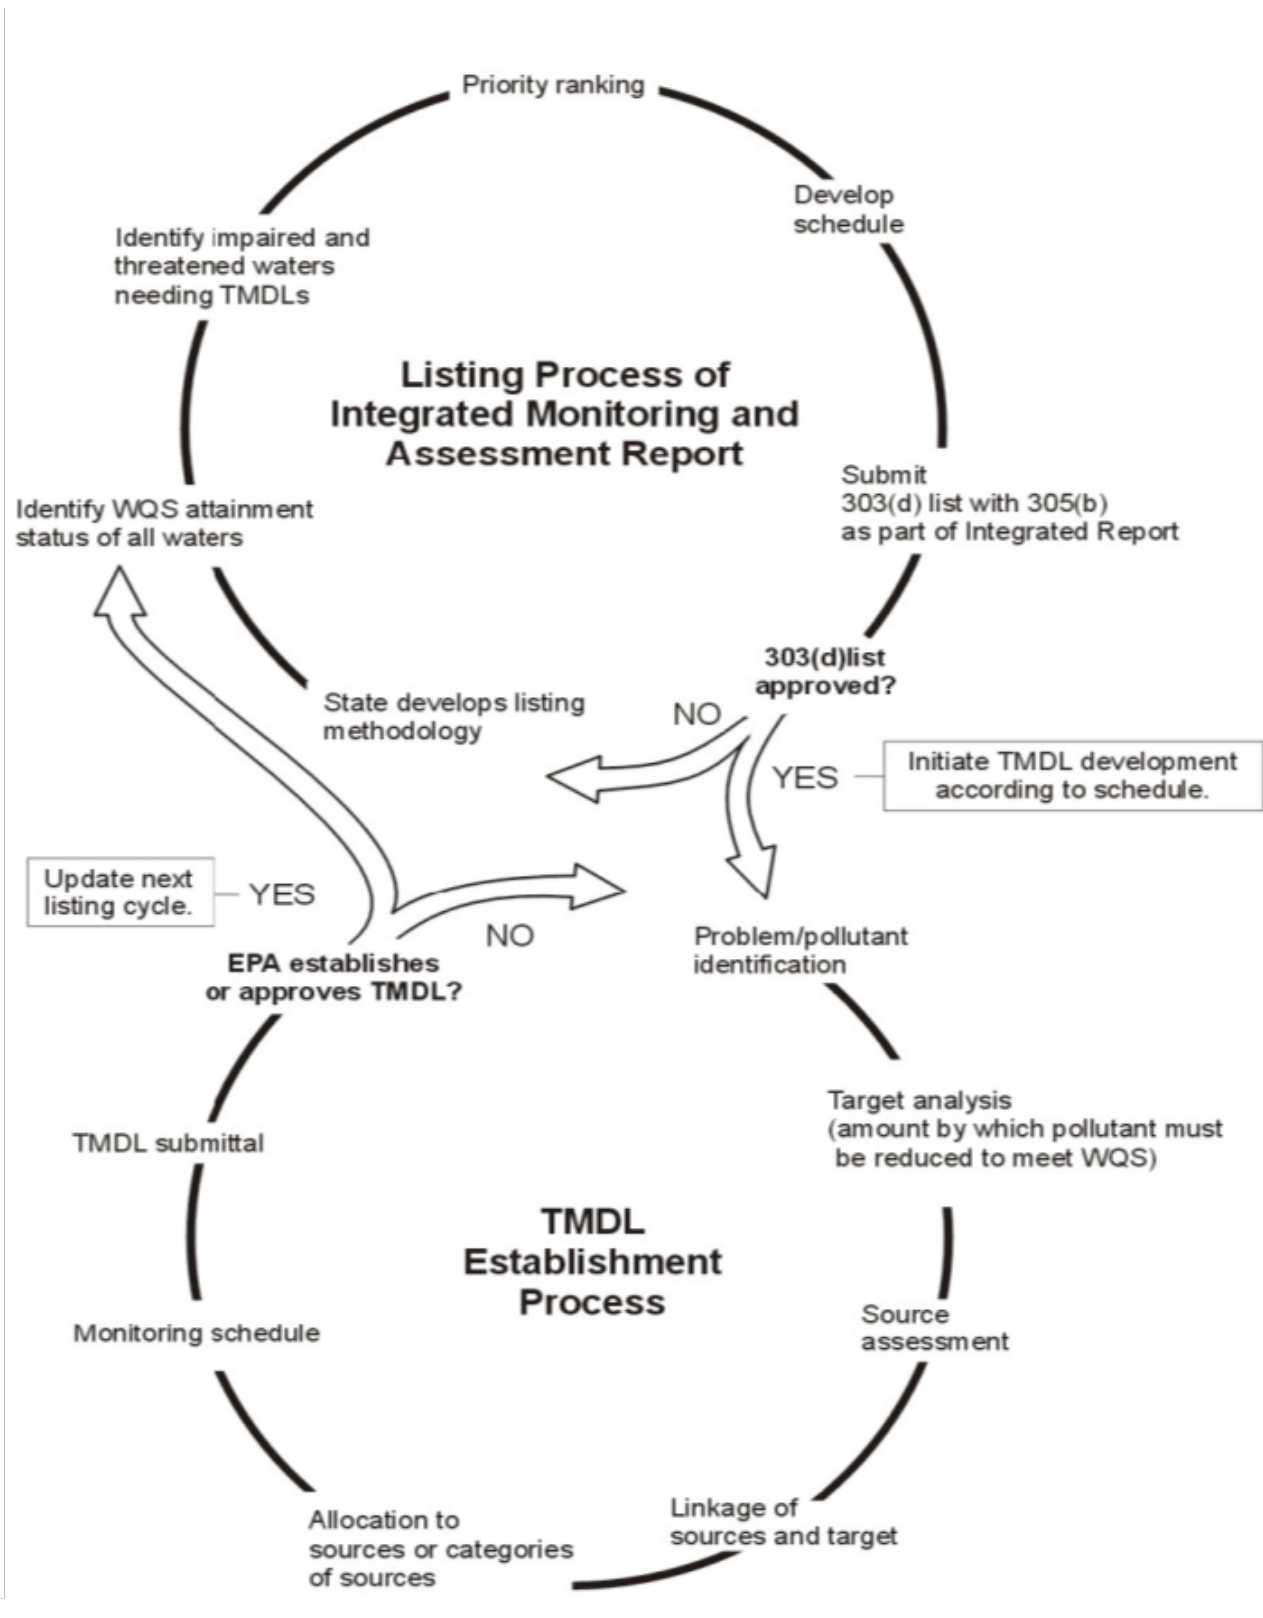 Priority ranking
Develop
schedule
Identify impaired and
threatened waters
needing TMDLs
Listing Process of
Integrated Monitoring and
Assessment Report
Submit
303(d) list with 305(b)
as part of Integrated Report
Identify WQS attainment
status of all waters
303(d)list
approved?
State develops listing
methodology
NO
YES
Initiate TMDL development
according to schedule.
Update next
listing cycle.
YES
NO
EPA establishes
or approves TMDL?
Problem/pollutant
identification
Target analysis
(amount by which pollutant must
be reduced to meet WQS)
TMDL submittal
TMDL
Establishment
Process
Source
assessment
Monitoring schedule
Linkage of
sources and target
Allocation to
sources or categories
of sources